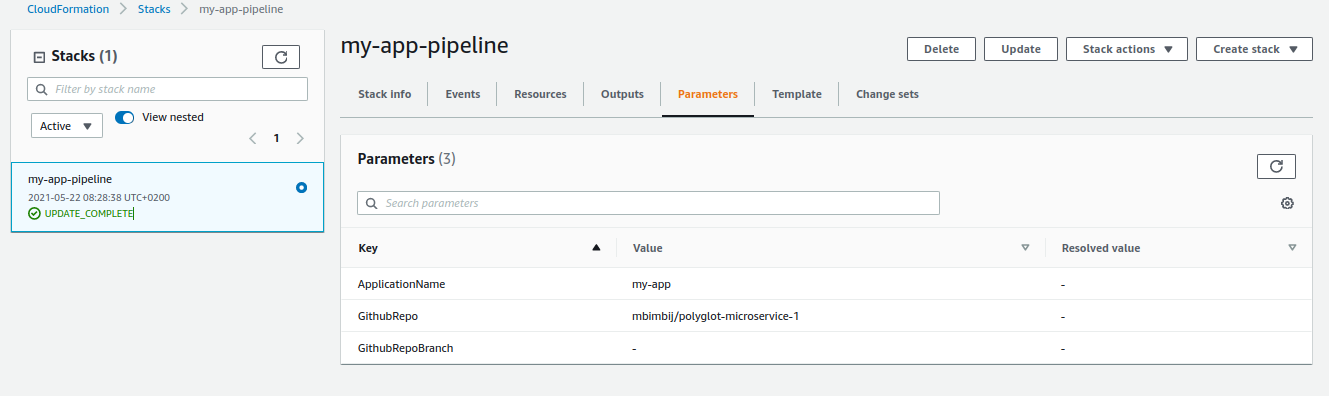 CloudFormation > Stacks > my-app-pipeline
Stacks (1)
Filter by stack name
Active
View nested
1
my-app-pipeline
2021-05-22 08:28:38 UTC+0200
UPDATE_COMPLETE
my-app-pipeline
Delete
Update
Stack actions
Create stack
Stack info
Events
Resources
Outputs
Parameters
Template
Change sets
Parameters (3)
Search parameters
Key Value Resolved value
ApplicationName my-app -
GithubRepo mbimbij/polyglot-microservice-1 -
GithubRepoBranch - -